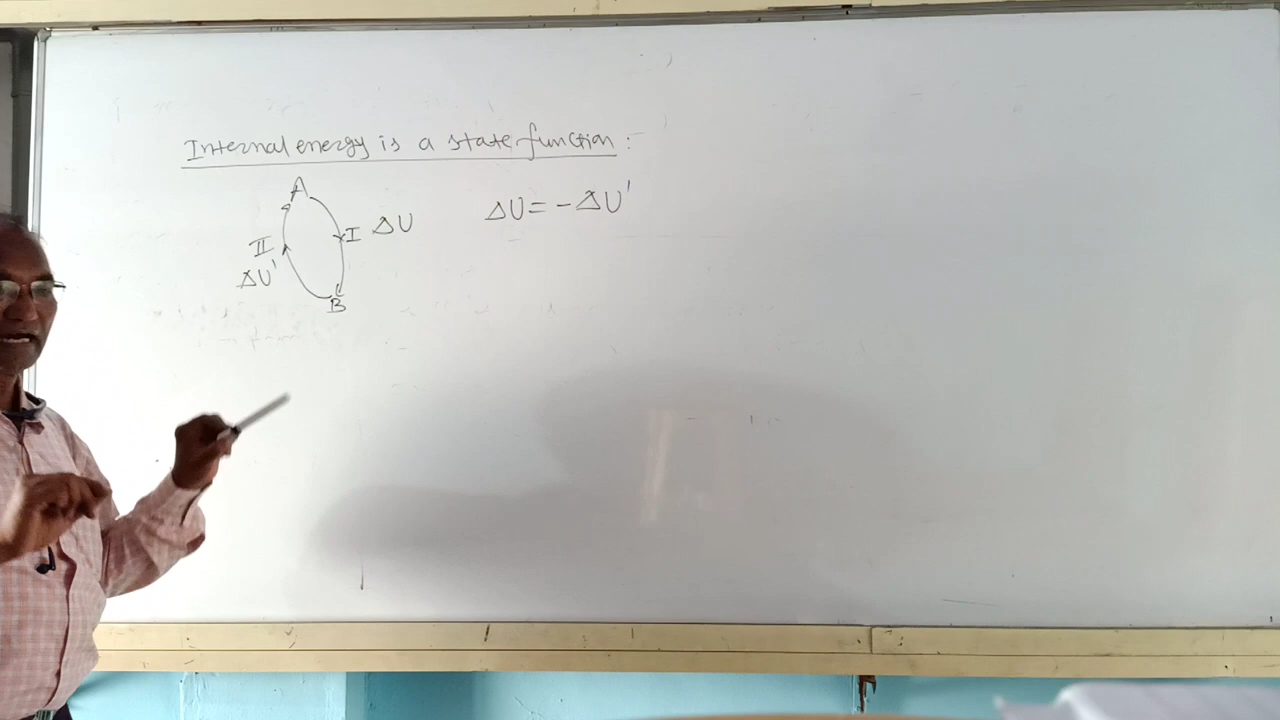 Internal energy is a state function :
A
I ΔU
ΔU = -ΔU'
II
ΔU'
B